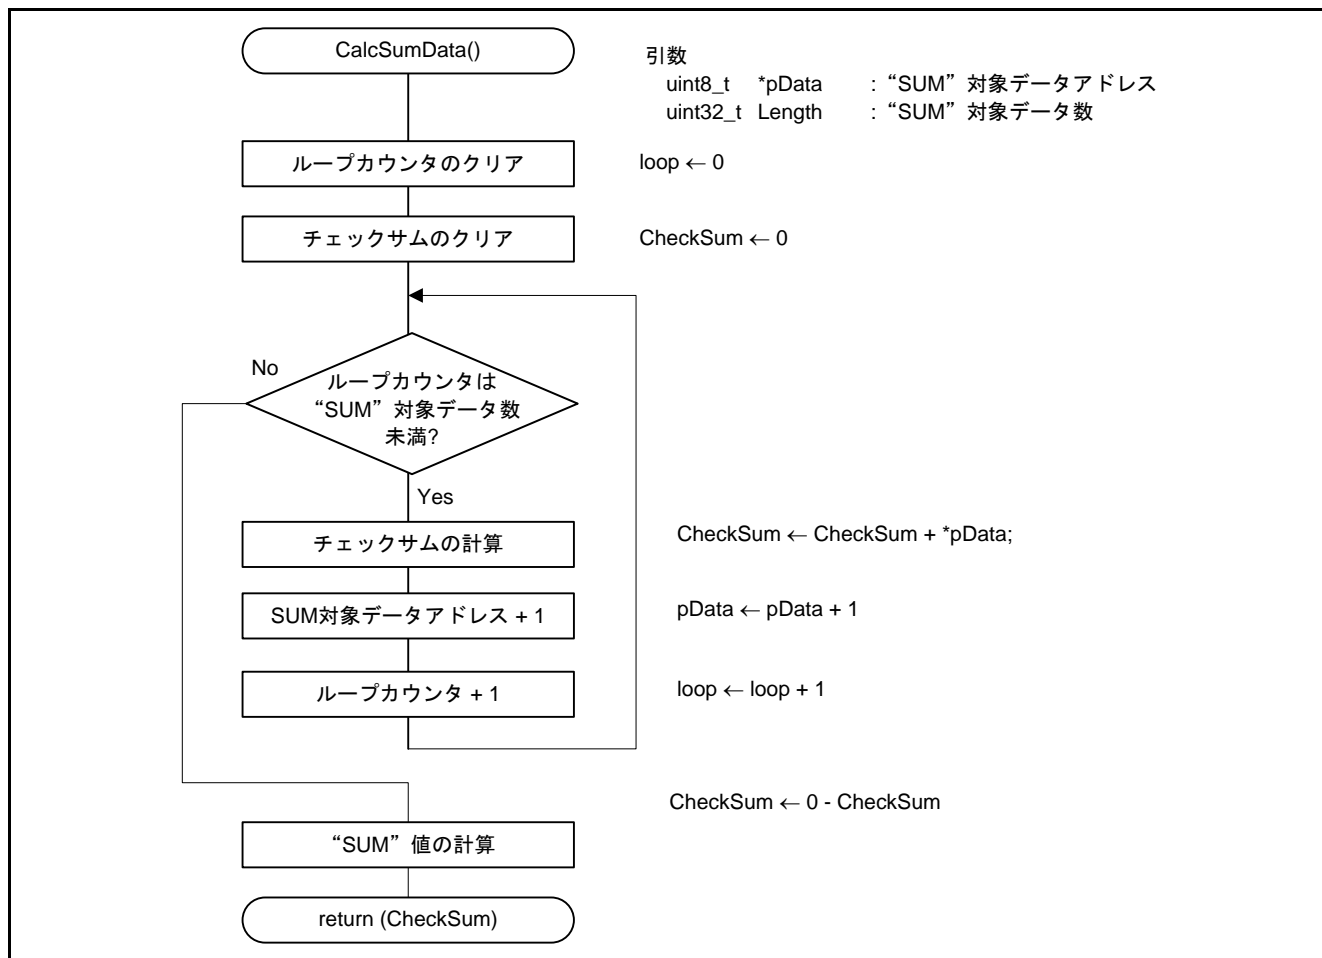 CalcSumData()
引数
uint8_t *pData : “SUM”対象データアドレス
uint32_t Length : “SUM”対象データ数
ループカウンタのクリア
loop ← 0
チェックサムのクリア
CheckSum ← 0
No
ループカウンタは
“SUM”対象データ数
未満?
Yes
チェックサムの計算
CheckSum ← CheckSum + *pData;
SUM対象データアドレス + 1
pData ← pData + 1
ループカウンタ + 1
loop ← loop + 1
CheckSum ← 0 - CheckSum
“SUM”値の計算
return (CheckSum)